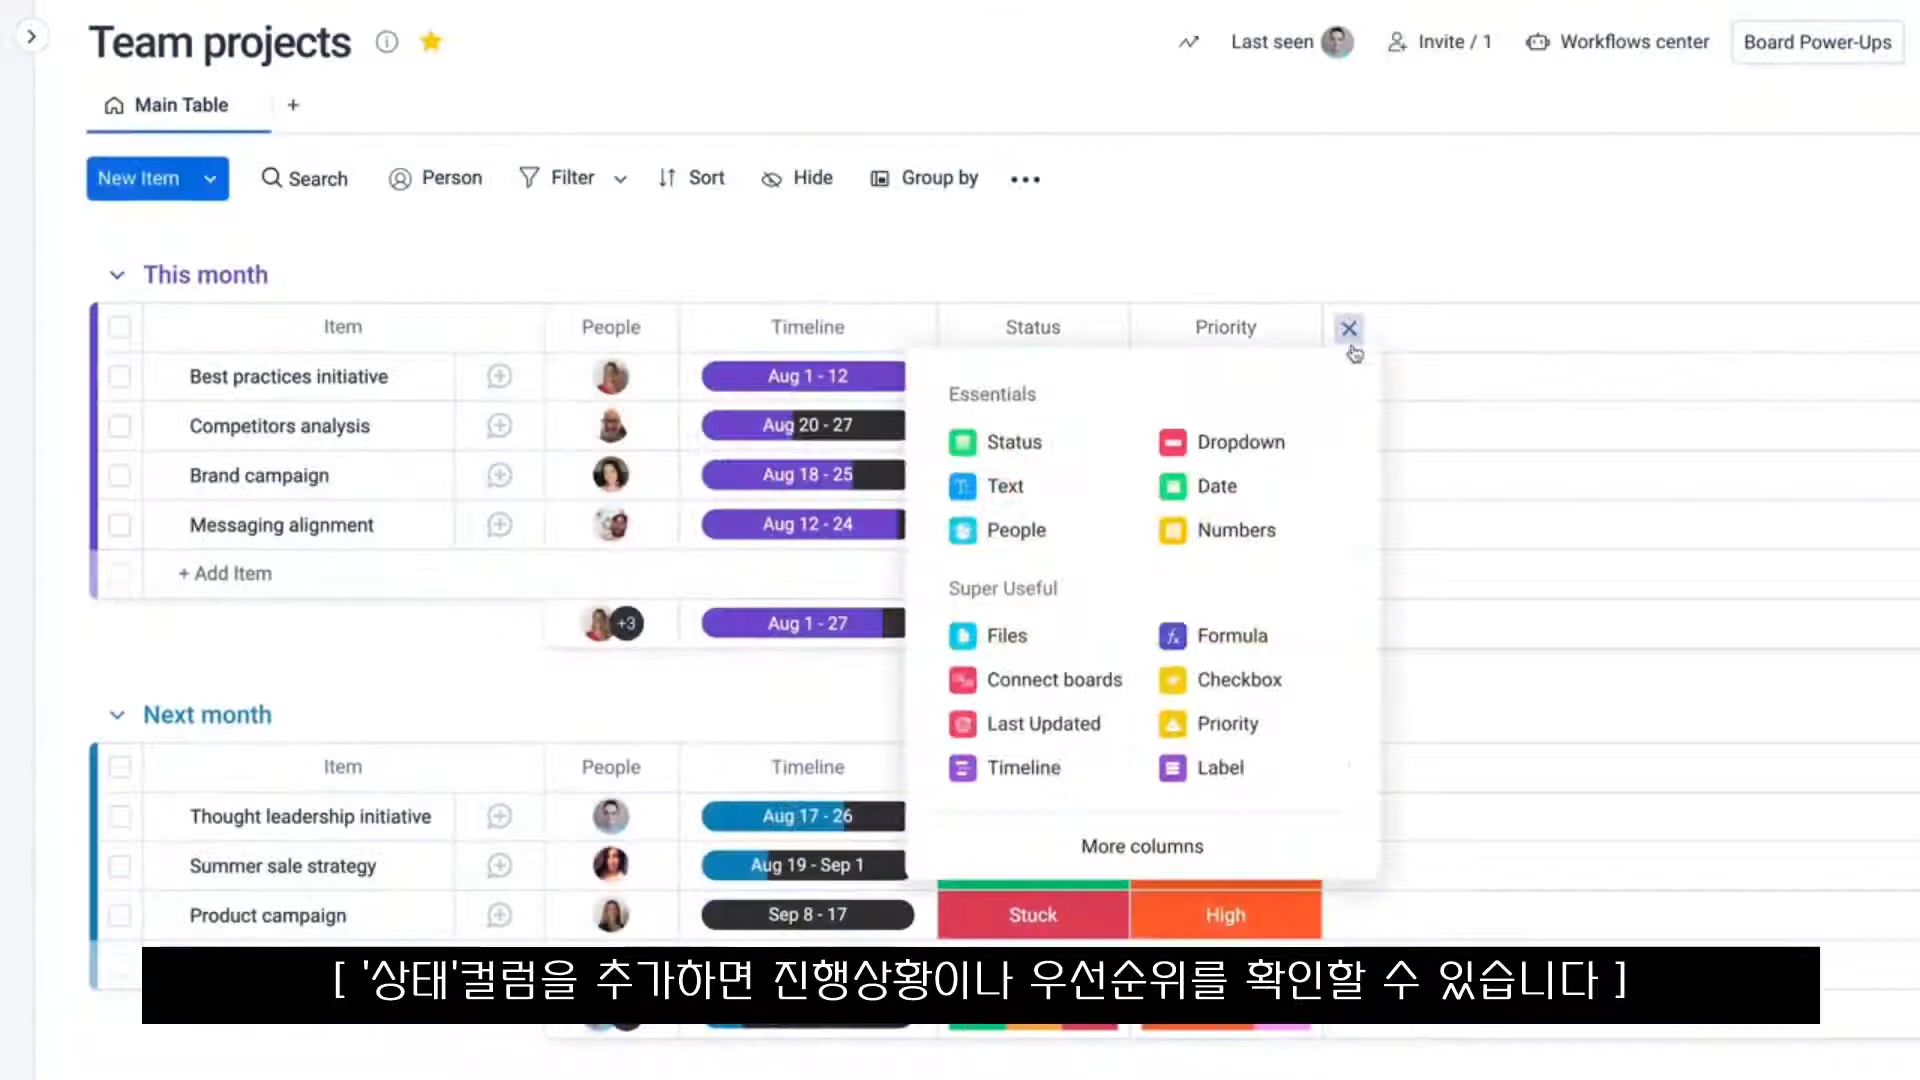 Team projects
Last seen
Invite / 1
Workflows center
Board Power-Ups
Main Table
+
New Item
Search
Person
Filter
Sort
Hide
Group by
This month
Item People Timeline Status Priority
Best practices initiative Aug 1 - 12
Competitors analysis Aug 20 - 27
Brand campaign Aug 18 - 25
Messaging alignment Aug 12 - 24
+ Add Item
+3 Aug 1 - 27
Essentials
Status Dropdown
Text Date
People Numbers
Super Useful
Files Formula
Connect boards Checkbox
Last Updated Priority
Timeline Label
More columns
Next month
Item People Timeline
Thought leadership initiative Aug 17 - 26
Summer sale strategy Aug 19 - Sep 1
Product campaign Sep 8 - 17 Stuck High
[ '상태'컬럼을 추가하면 진행상황이나 우선순위를 확인할 수 있습니다 ]